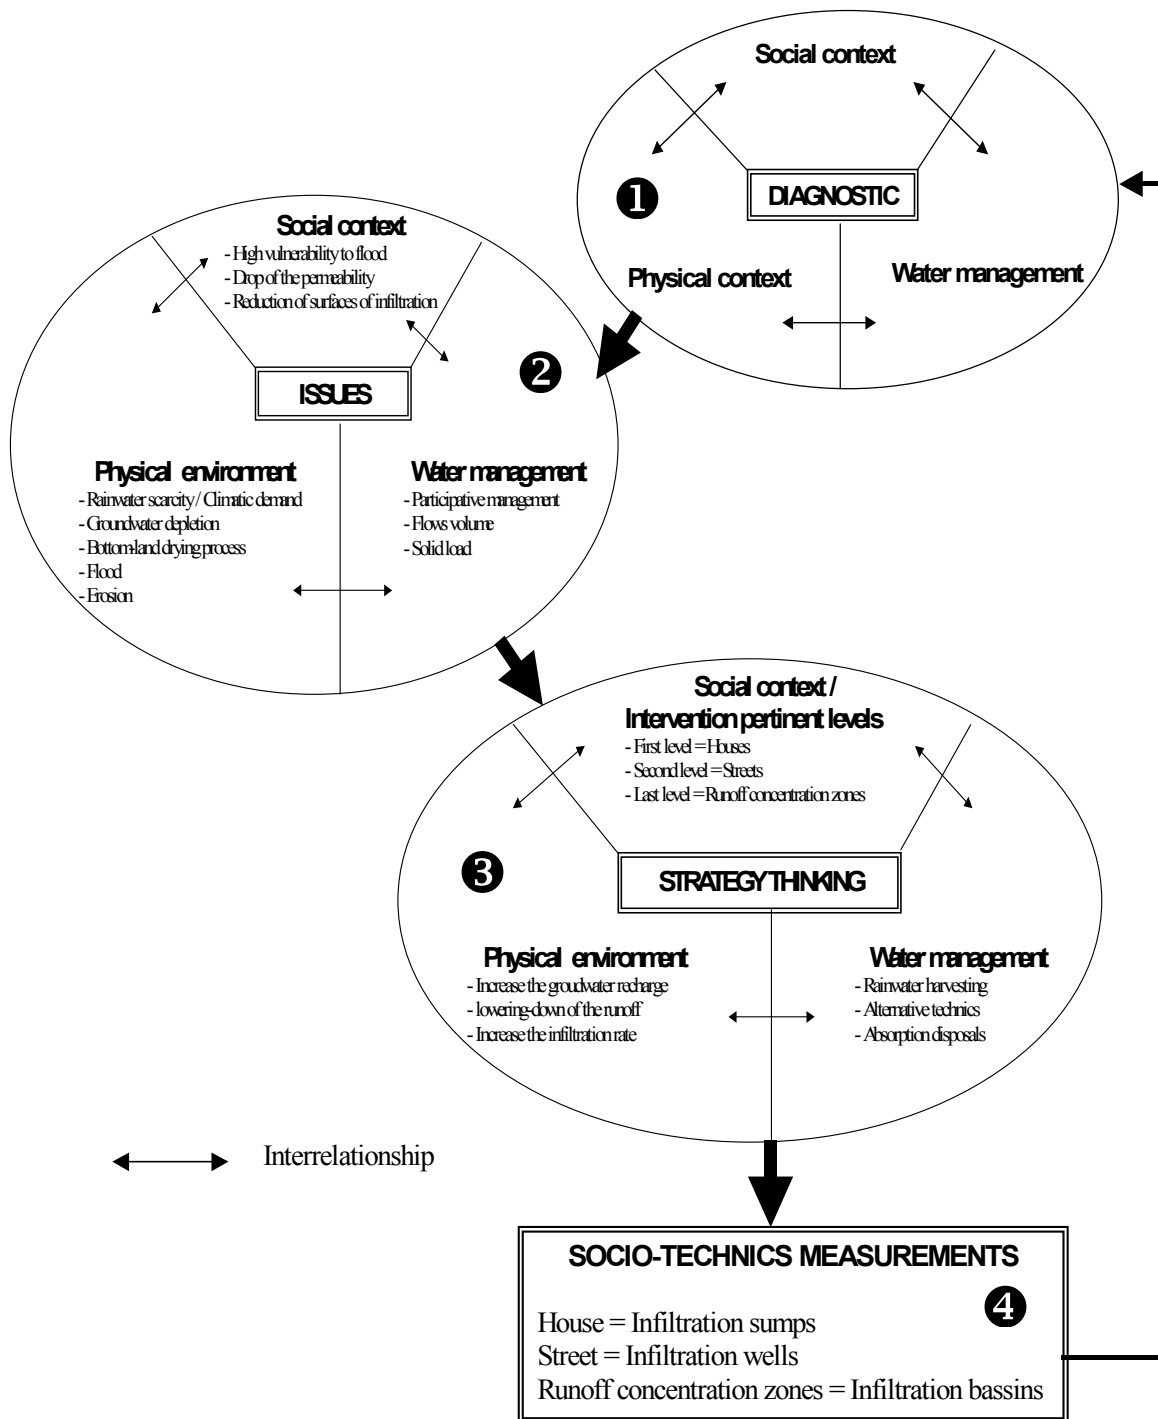 Social context
❶
DIAGNOSTIC
Physical context
Water management
Social context
- High vulnerability to flood
- Drop of the permeability
- Reduction of surfaces of infiltration
❷
ISSUES
Physical environment
- Rainwater scarcity / Climatic demand
- Groundwater depletion
- Bottom-land drying process
- Flood
- Erosion
Water management
- Participative management
- Flows volume
- Solid load
Social context /
Intervention pertinent levels
- First level = Houses
- Second level = Streets
- Last level = Runoff concentration zones
❸
STRATEGY THINKING
Physical environment
- Increase the groudwater recharge
- lowering-down of the runoff
- Increase the infiltration rate
Water management
- Rainwater harvesting
- Alternative technics
- Absorption disposals
Interrelationship
SOCIO-TECHNICS MEASUREMENTS
❹
House = Infiltration sumps
Street = Infiltration wells
Runoff concentration zones = Infiltration bassins